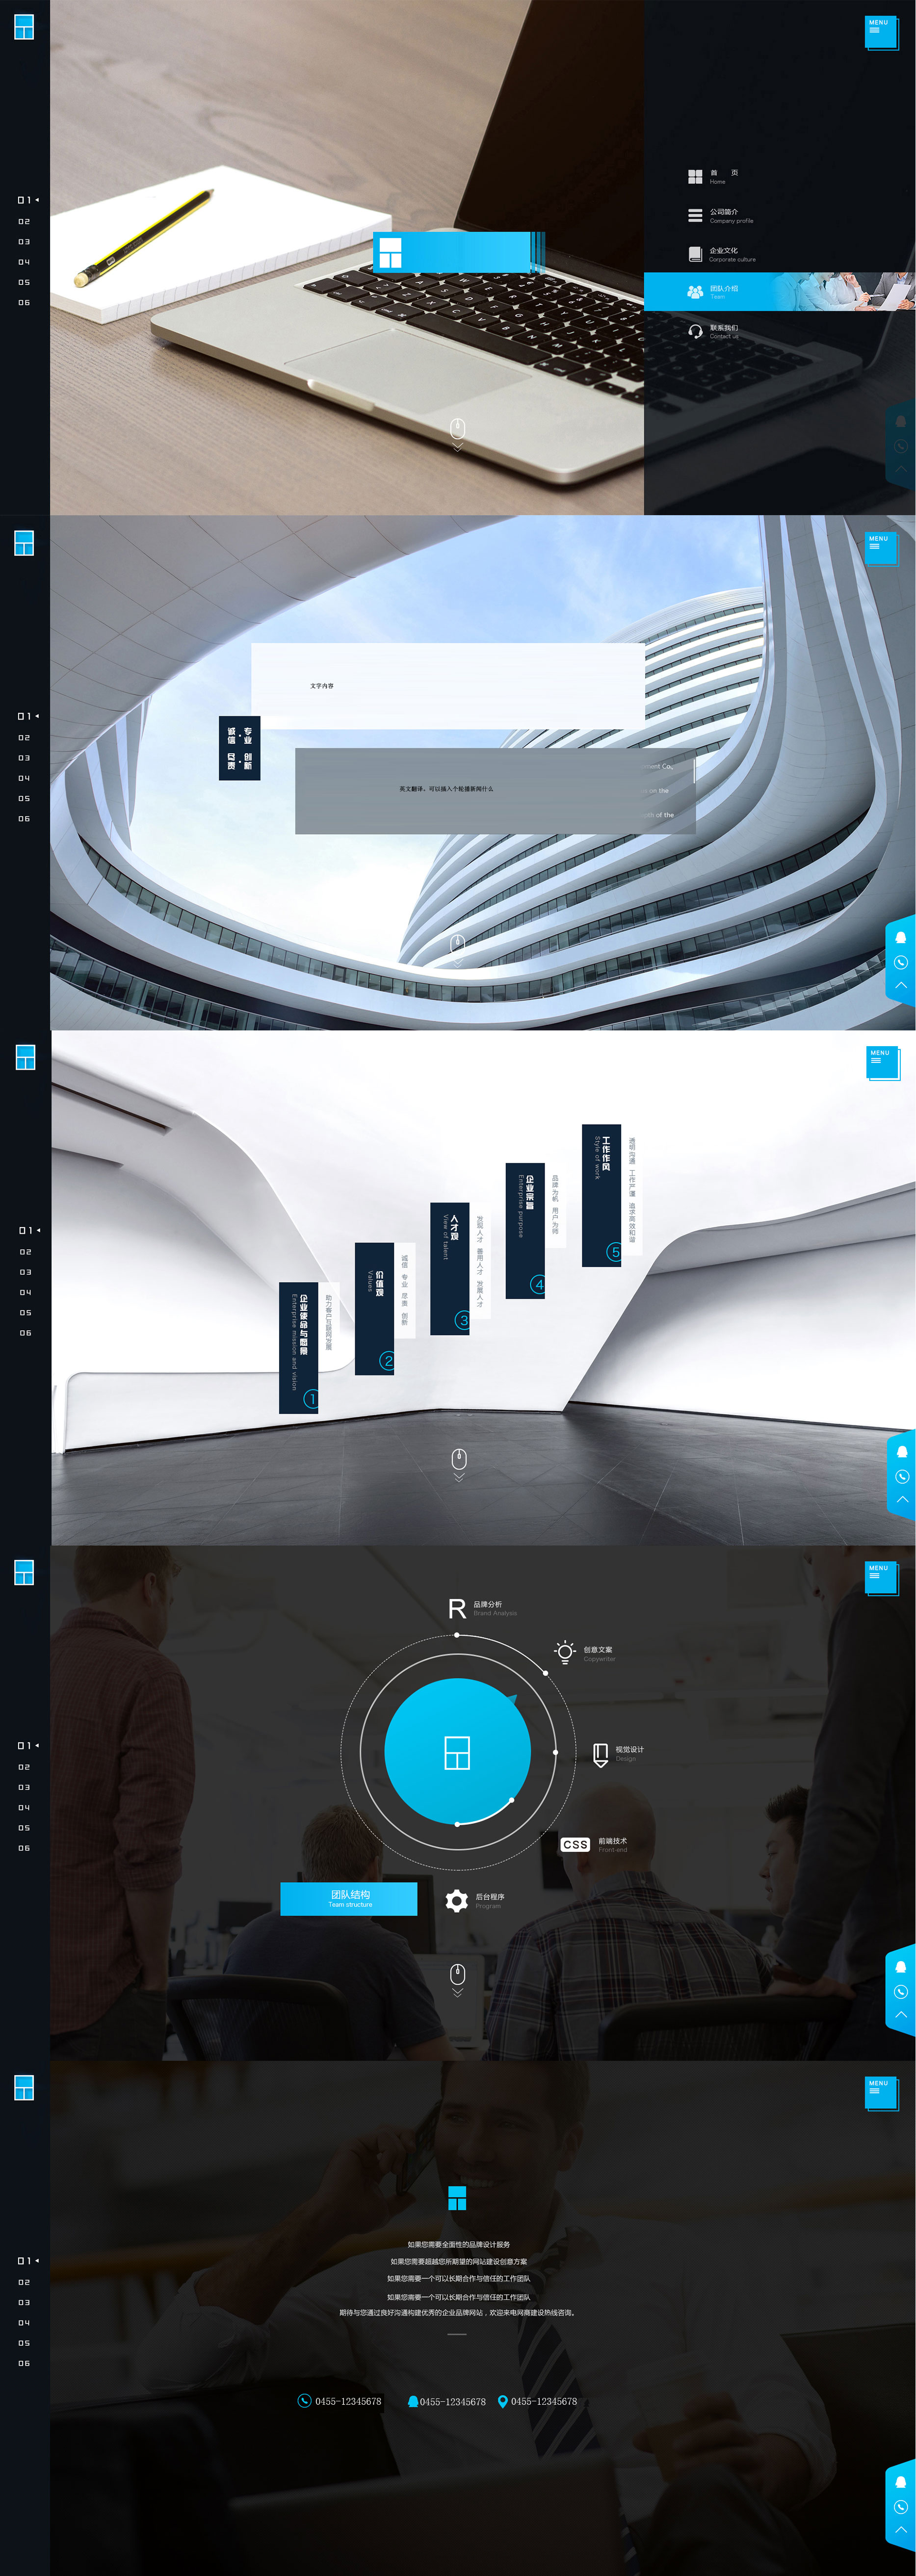 MENU
01
02
03
04
05
06
首 页
Home
公司简介
Company profile
企业文化
Corporate culture
团队介绍
Team
联系我们
Contact us
MENU
01
02
03
04
05
06
文字内容
专业·创新
诚信·尽责
英文翻译,可以插入个轮播新闻什么
ent Co.,
on the
th of the
MENU
01
02
03
04
05
06
企业使命与愿景
Enterprise mission and vision
助力客户互联网发展
1
价值观
Values
诚信 专业 尽责 创新
2
人才观
View of talent
发现人才 善用人才 发展人才
3
企业宗旨
Enterprise purpose
品牌为机 用户为纲
4
工作作风
Style of work
透明沟通 工作严谨 追求高效和谐
5
MENU
01
02
03
04
05
06
R
品牌分析
Brand Analysis
创意文案
Copywriter
视觉设计
Design
CSS
前端技术
Front-end
后台程序
Program
团队结构
Team structure
MENU
01
02
03
04
05
06
如果您需要全面性的品牌设计服务
如果您需要超越您所期望的网站建设创意方案
如果您需要一个可以长期合作与信任的工作团队
如果您需要一个可以长期合作与信任的工作团队
期待与您通过良好沟通构建优秀的企业品牌网站，欢迎来电网商建设热线咨询。
0455-12345678
0455-12345678
0455-12345678